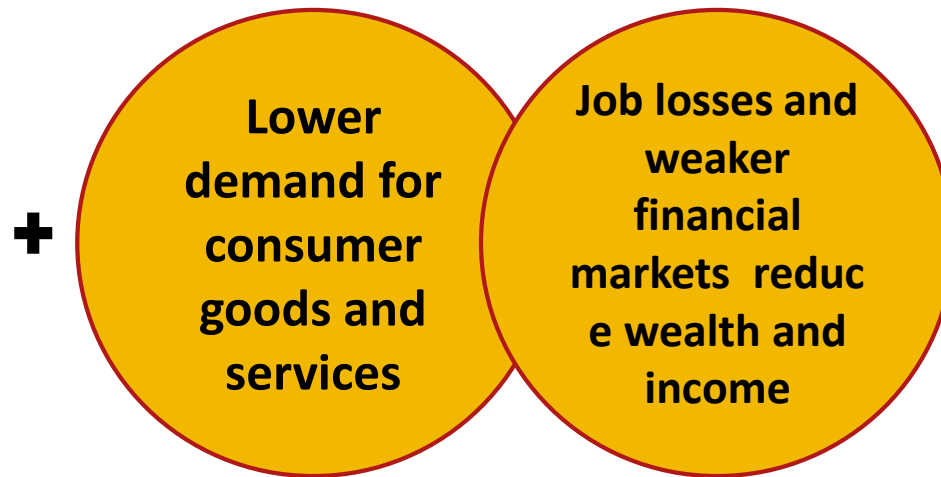 +
Lower
demand for
consumer
goods and
services
Job losses and
weaker
financial
markets  reduc
e wealth and
income